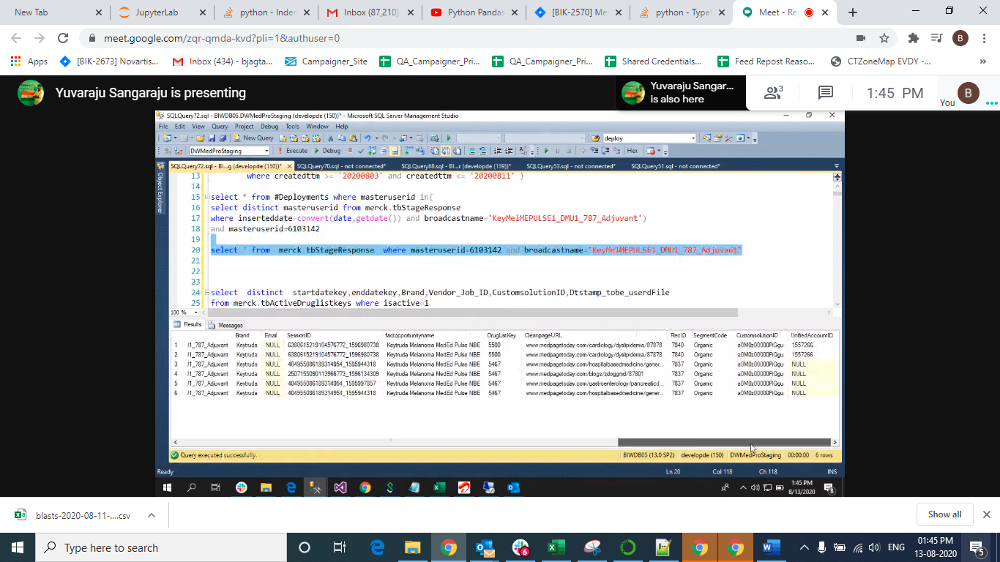 New Tab
JupyterLab
python - Inden
Inbox (87,210)
Python Pandas
[BIK-2570] Me
python - TypeE
Meet - Re
meet.google.com/zqr-qmda-kvd?pli=1&authuser=0
B
Apps
[BIK-2673] Novartis...
Inbox (434) - bjagta...
Campaigner_Site
QA_Campaigner_Pri...
QA_Campaigner_Pri...
Shared Credentials...
Feed Repost Reaso...
CTZoneMap EVDY -...
»
Yuvaraju Sangaraju is presenting
Yuvaraju Sangar...
is also here
3
1:45 PM
You
B
SQLQuery72.sql - BIWDB05.DWMedProStaging (developde (150))* - Microsoft SQL Server Management Studio
File Edit View Query Project Debug Tools Window Help
New Query
deploy
DWMedProStaging
Execute
Debug
Hex
SQLQuery72.sql - BI...g (developde (150))*
SQLQuery70.sql - not connected*
SQLQuery68.sql - BI...r (developde (139))*
SQLQuery53.sql - not connected*
SQLQuery51.sql - not connected*
Object Explorer
13 where createdttm >= '20200803' and createdttm <= '20200811' )
14
15 select * from #Deployments where masteruserid in(
16 select distinct masteruserid from merck.tbStageResponse
17 where inserteddate=convert(date,getdate()) and broadcastname='KeyMelMEPULSE1_DMU1_787_Adjuvant')
18 and masteruserid=6103142
19
20 select * from merck.tbStageResponse where masteruserid=6103142 and broadcastname='KeyMelMEPULSE1_DMU1_787_Adjuvant'
21
22
23
24 select distinct startdatekey,enddatekey,Brand,Vendor_Job_ID,CustomsolutionID,Dtstamp_tobe_userdFile
25 from merck.tbActiveDruglistkeys where isactive=1
100 %
Results
Messages
Brand Email SessionID factopportunityname DrugListKey CleanpageURL RecID SegmentCode CustomsolutionID UnifiedAccountID
1 J1_787_Adjuvant Keytruda NULL 6380615219104576772_1596980738 Keytruda Melanoma MedEd Pulse NBE 5500 www.medpagetoday.com/cardiology/dyslipidemia/87878 7840 Organic a0M0z00000PiQgu 1557266
2 J1_787_Adjuvant Keytruda NULL 6380615219104576772_1596980738 Keytruda Melanoma MedEd Pulse NBE 5500 www.medpagetoday.com/cardiology/dyslipidemia/87878 7840 Organic a0M0z00000PiQgu 1557266
3 J1_787_Adjuvant Keytruda NULL 404955086189314954_1595944318 Keytruda Melanoma MedEd Pulse NBE 5467 www.medpagetoday.com/hospitalbasedmedicine/gener... 7837 Organic a0M0z00000PiQgu NULL
4 J1_787_Adjuvant Keytruda NULL 2507155090113966773_1596134309 Keytruda Melanoma MedEd Pulse NBE 5467 www.medpagetoday.com/blogs/zdoggmd/87801 7837 Organic a0M0z00000PiQgu NULL
5 J1_787_Adjuvant Keytruda NULL 404955086189314954_1595997857 Keytruda Melanoma MedEd Pulse NBE 5467 www.medpagetoday.com/gastroenterology/pancreaticd... 7837 Organic a0M0z00000PiQgu NULL
6 J1_787_Adjuvant Keytruda NULL 404955086189314954_1595944318 Keytruda Melanoma MedEd Pulse NBE 5467 www.medpagetoday.com/hospitalbasedmedicine/gener... 7837 Organic a0M0z00000PiQgu NULL
Query executed successfully.
BIWDB05 (13.0 SP2) developde (150) DWMedProStaging 00:00:00 6 rows
Ready
Ln 20 Col 118 Ch 118 INS
1:45 PM
8/13/2020
8
blasts-2020-08-11-....csv
Show all
Type here to search
6
ENG
01:45 PM
13-08-2020
5